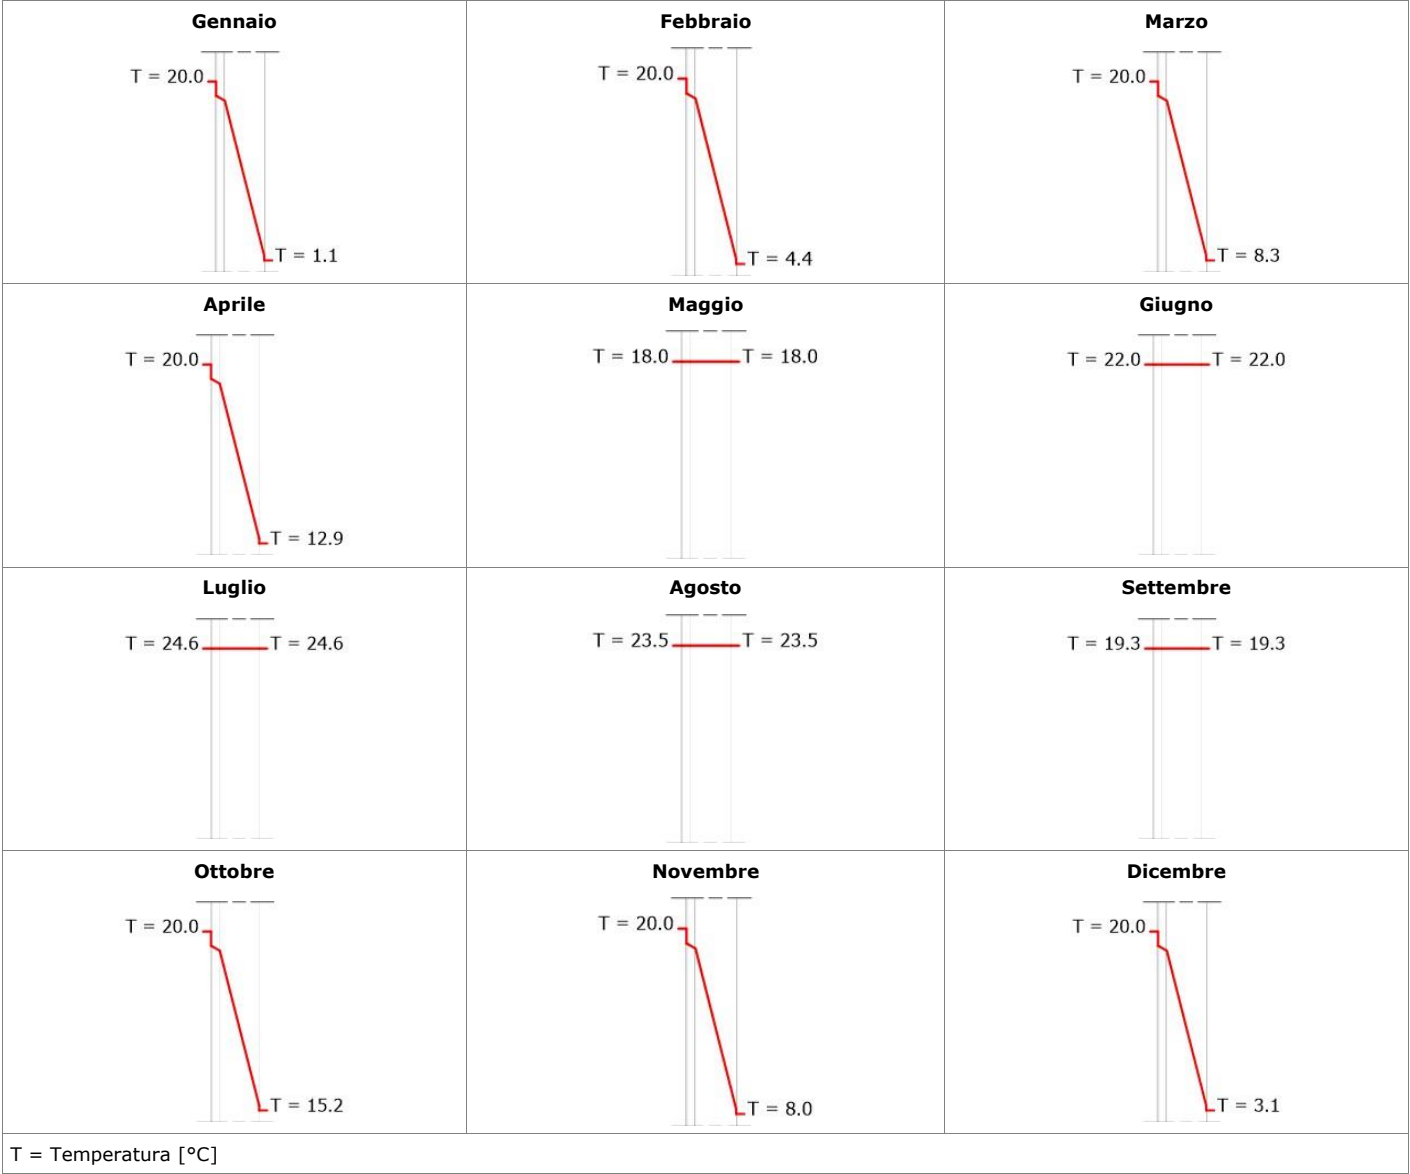 Gennaio
T = 20.0
T = 1.1
Febbraio
T = 20.0
T = 4.4
Marzo
T = 20.0
T = 8.3
Aprile
T = 20.0
T = 12.9
Maggio
T = 18.0 T = 18.0
Giugno
T = 22.0 T = 22.0
Luglio
T = 24.6 T = 24.6
Agosto
T = 23.5 T = 23.5
Settembre
T = 19.3 T = 19.3
Ottobre
T = 20.0
T = 15.2
Novembre
T = 20.0
T = 8.0
Dicembre
T = 20.0
T = 3.1
T = Temperatura [°C]